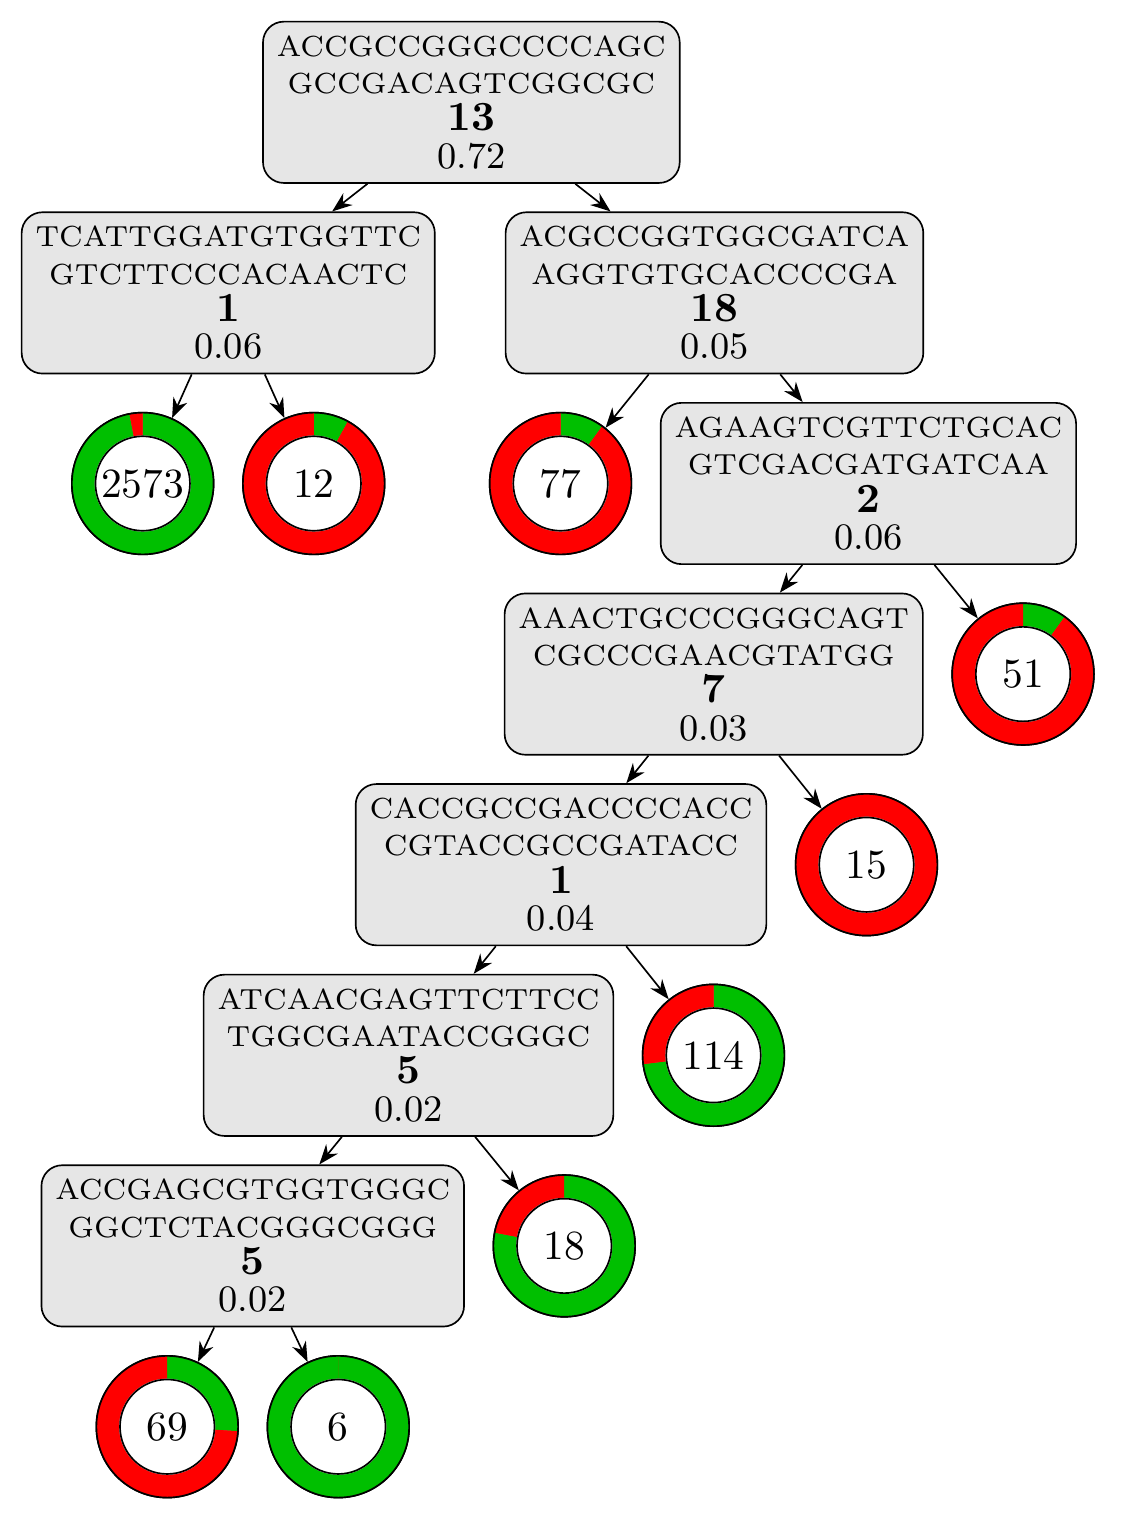 ACCGCCGGGCCCCAGC
GCCGACAGTCGGCGC
13
0.72
TCATTGGATGTGGTTC
GTCTTCCCACAACTC
1
0.06
ACGCCGGTGGCGATCA
AGGTGTGCACCCCGA
18
0.05
2573
12
77
AGAAGTCGTTCTGCAC
GTCGACGATGATCAA
2
0.06
AAACTGCCCGGGCAGT
CGCCCGAACGTATGG
7
0.03
51
CACCGCCGACCCCACC
CGTACCGCCGATACC
1
0.04
15
ATCAACGAGTTCTTCC
TGGCGAATACCGGGC
5
0.02
114
ACCGAGCGTGGTGGGC
GGCTCTACGGGCGGG
5
0.02
18
69
6